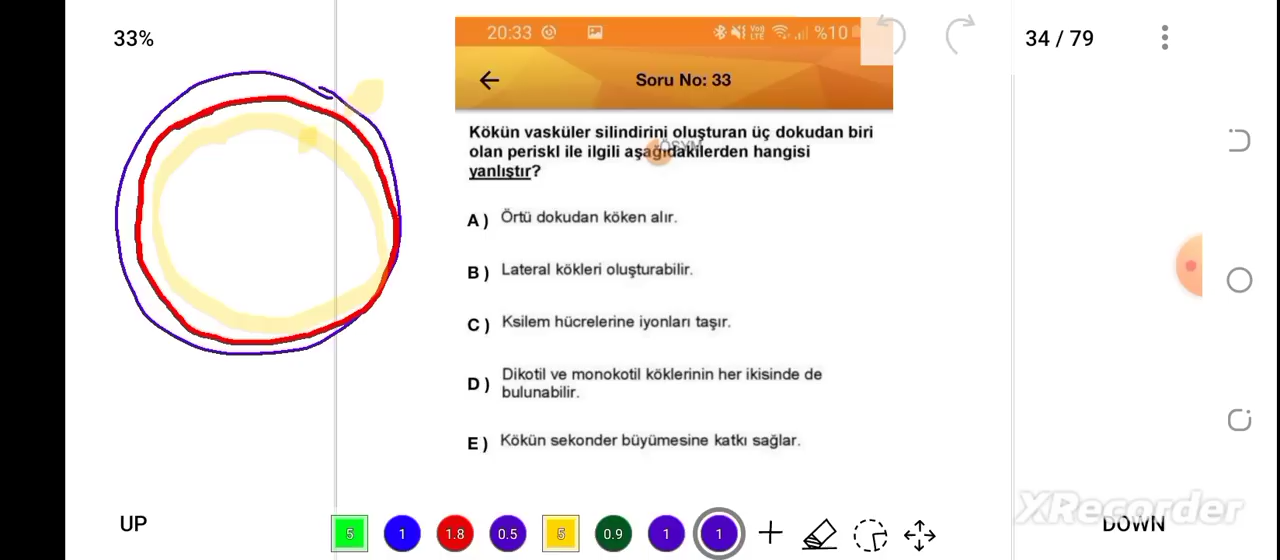 33%
20:33
Vo)) LTE
%10
34 / 79
Soru No: 33
Kökün vasküler silindirini oluşturan üç dokudan biri
olan periskl ile ilgili aşağıdakilerden hangisi
yanlıştır?
ÖSYM
A ) Örtü dokudan köken alır.
B ) Lateral kökleri oluşturabilir.
C ) Ksilem hücrelerine iyonları taşır.
D ) Dikotil ve monokotil köklerinin her ikisinde de
bulunabilir.
E ) Kökün sekonder büyümesine katkı sağlar.
XRecorder
UP
5 1 1.8 0.5 5 0.9 1 1
DOWN